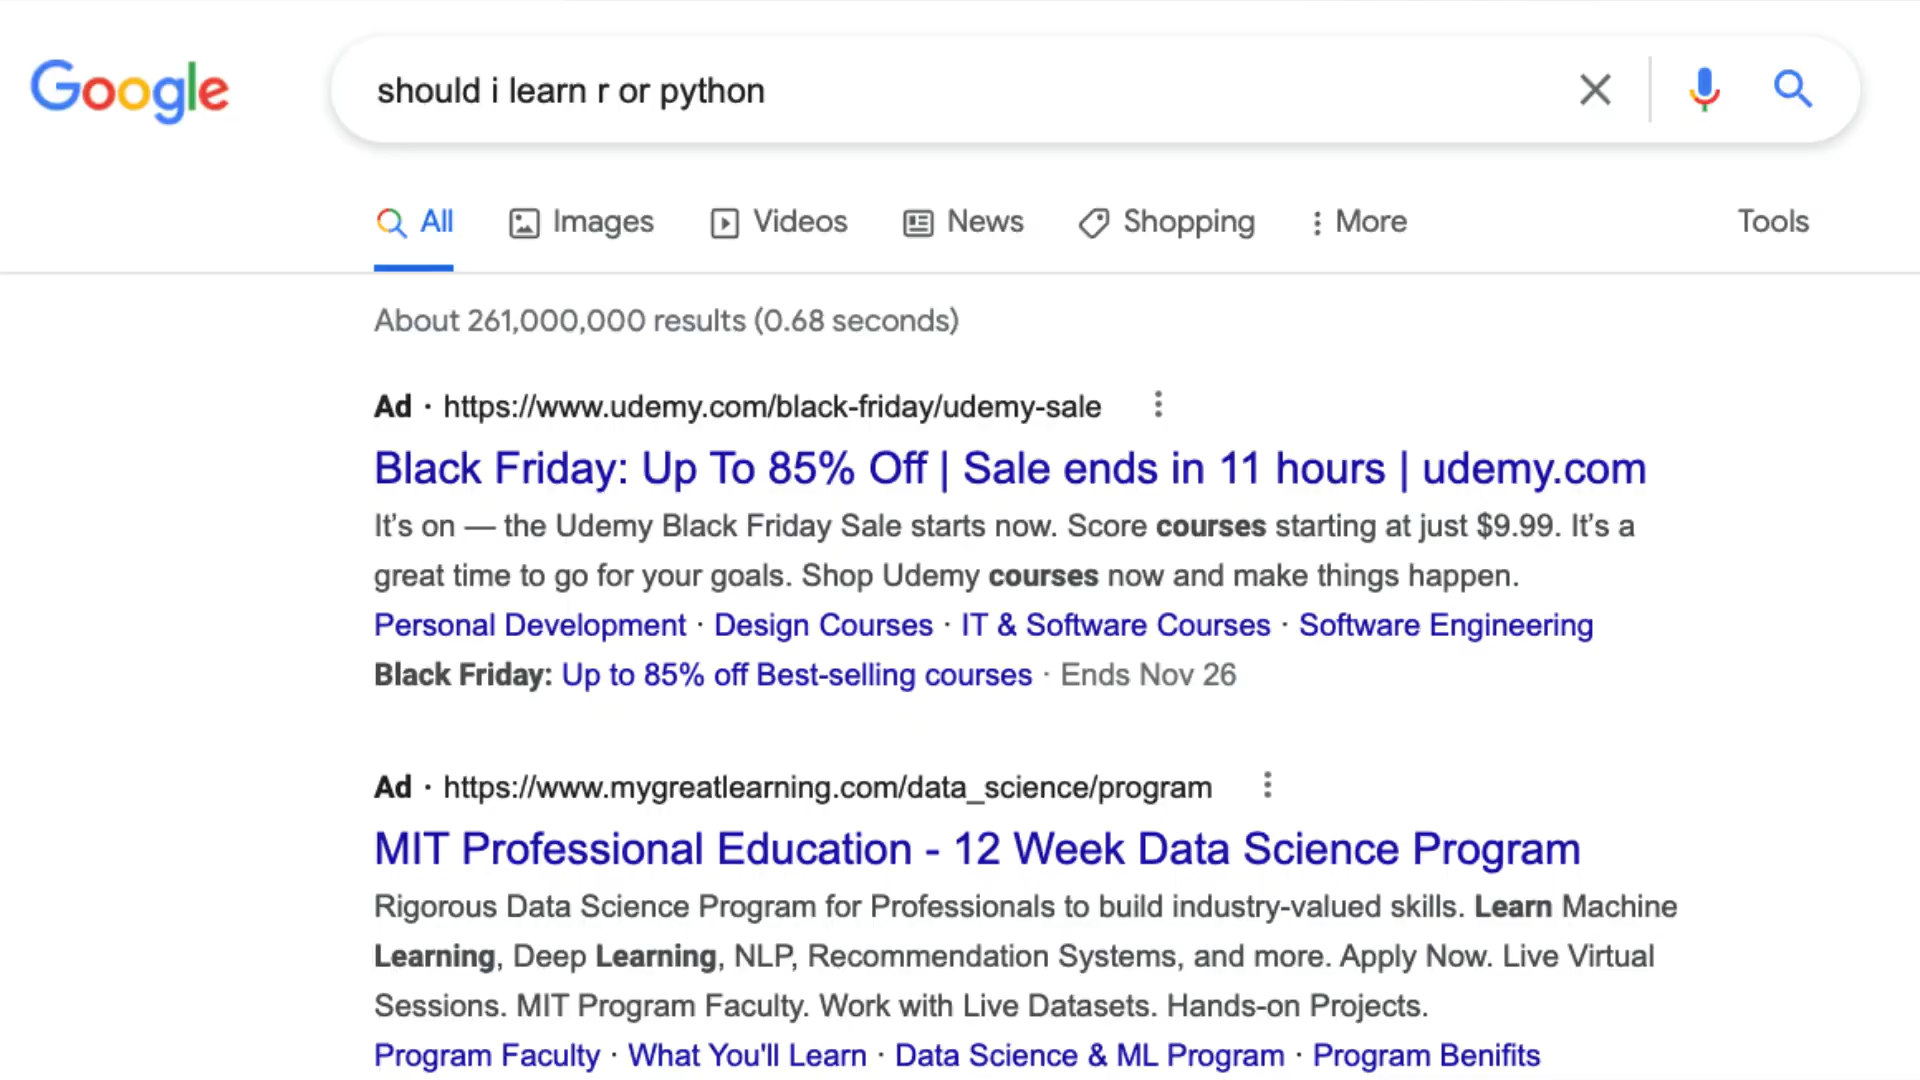 Google
should i learn r or python
All Images Videos News Shopping More Tools
About 261,000,000 results (0.68 seconds)
Ad · https://www.udemy.com/black-friday/udemy-sale
Black Friday: Up To 85% Off | Sale ends in 11 hours | udemy.com
It's on — the Udemy Black Friday Sale starts now. Score courses starting at just $9.99. It's a
great time to go for your goals. Shop Udemy courses now and make things happen.
Personal Development · Design Courses · IT & Software Courses · Software Engineering
Black Friday: Up to 85% off Best-selling courses · Ends Nov 26
Ad · https://www.mygreatlearning.com/data_science/program
MIT Professional Education - 12 Week Data Science Program
Rigorous Data Science Program for Professionals to build industry-valued skills. Learn Machine
Learning, Deep Learning, NLP, Recommendation Systems, and more. Apply Now. Live Virtual
Sessions. MIT Program Faculty. Work with Live Datasets. Hands-on Projects.
Program Faculty · What You'll Learn · Data Science & ML Program · Program Benifits